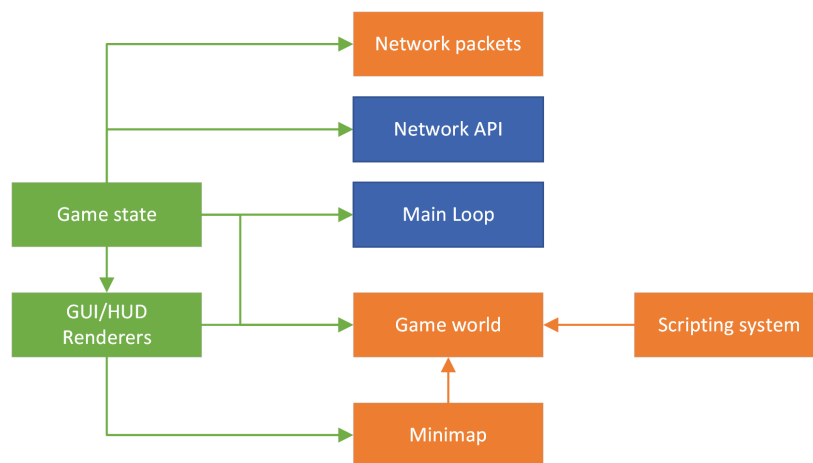 Network packets
Network API
Game state
Main Loop
GUI/HUD
Renderers
Game world
Scripting system
Minimap